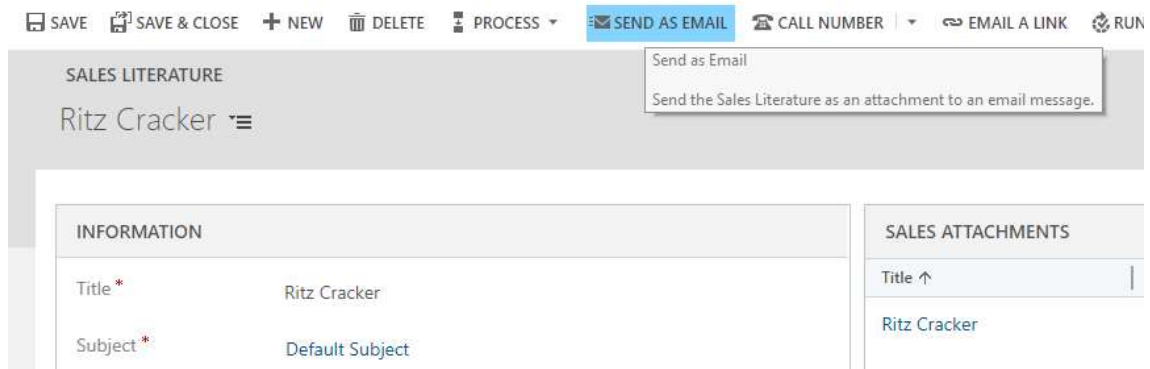 SAVE SAVE & CLOSE NEW DELETE PROCESS SEND AS EMAIL CALL NUMBER EMAIL A LINK RUN
Send as Email
Send the Sales Literature as an attachment to an email message.
SALES LITERATURE
Ritz Cracker
INFORMATION
Title *
Ritz Cracker
Subject *
Default Subject
SALES ATTACHMENTS
Title ↑
Ritz Cracker